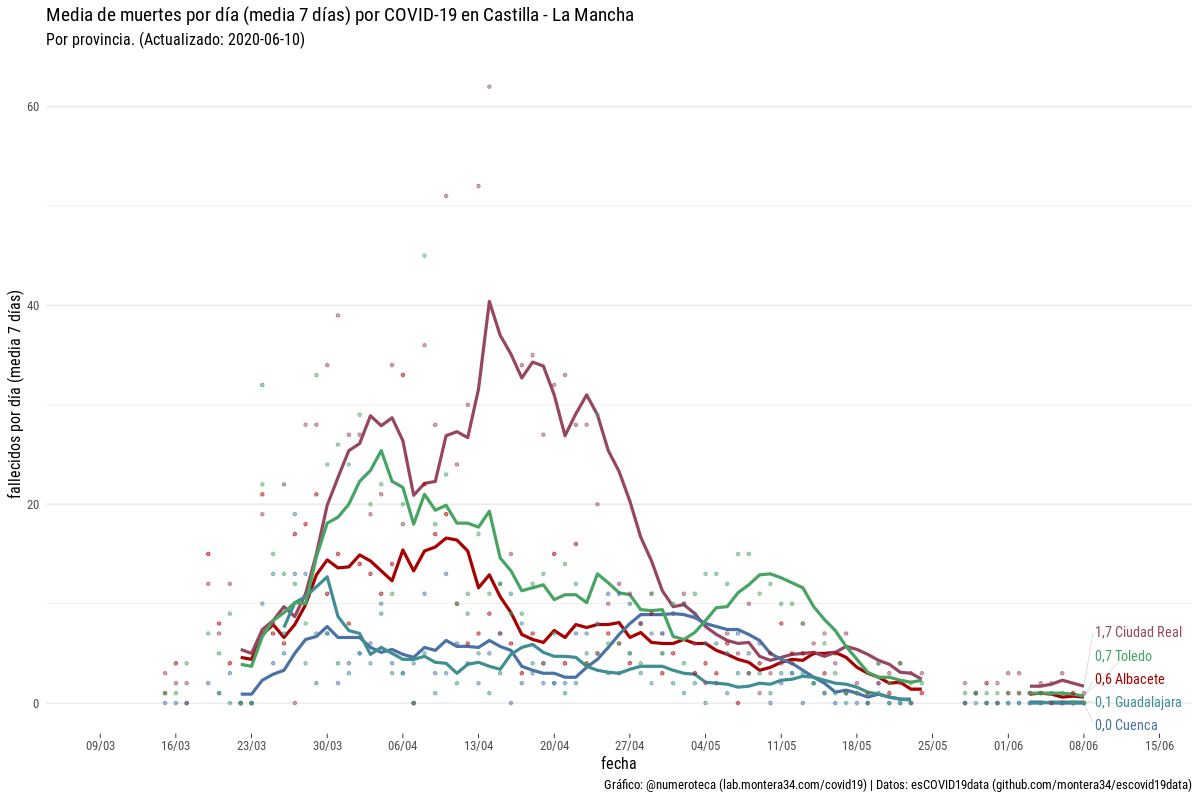 Media de muertes por día (media 7 días) por COVID-19 en Castilla - La Mancha
Por provincia. (Actualizado: 2020-06-10)
fallecidos por día (media 7 días)
60
40
20
0
1,7 Ciudad Real
0,7 Toledo
0,6 Albacete
0,1 Guadalajara
0,0 Cuenca
09/03 16/03 23/03 30/03 06/04 13/04 20/04 27/04 04/05 11/05 18/05 25/05 01/06 08/06 15/06
fecha
Gráfico: @numeroteca (lab.montera34.com/covid19) | Datos: esCOVID19data (github.com/montera34/escovid19data)